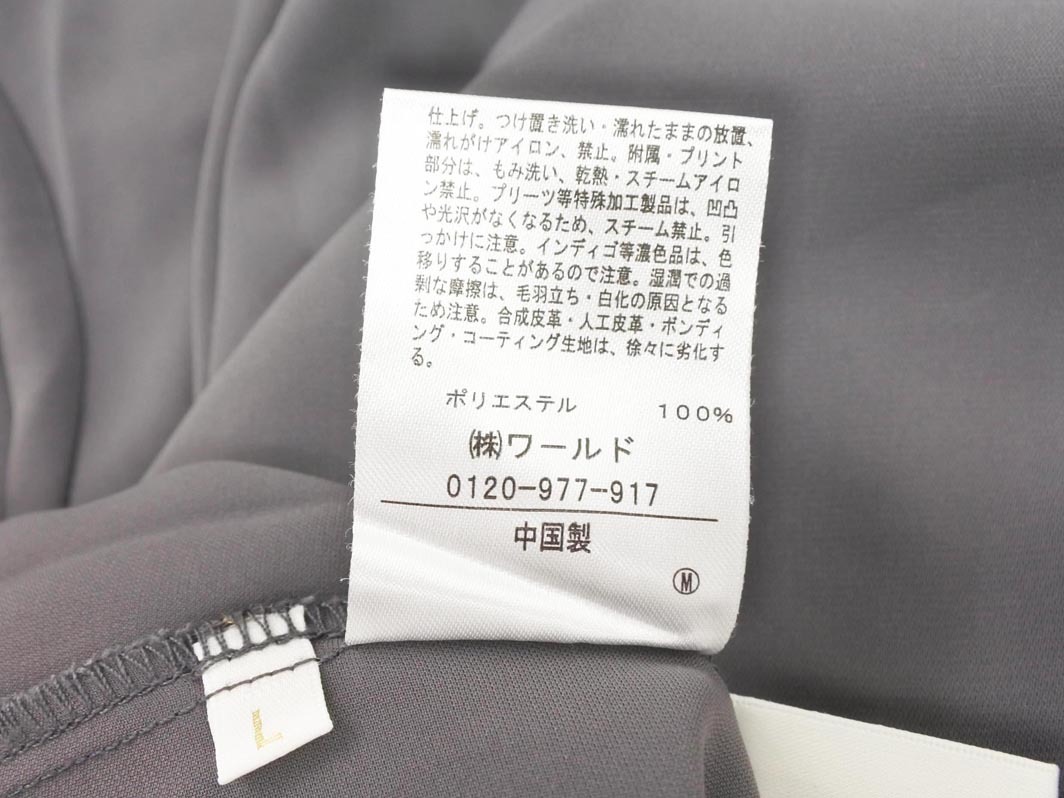 仕上げ。つけ置き洗い・濡れたままの放置、
濡れがけアイロン、禁止。附属・プリント
部分は、もみ洗い、乾熱・スチームアイロ
ン禁止。プリーツ等特殊加工製品は、凹凸
や光沢がなくなるため、スチーム禁止。引
っかけに注意。インディゴ等濃色品は、色
移りすることがあるので注意。湿潤での過
剰な摩擦は、毛羽立ち・白化の原因となる
ため注意。合成皮革・人工皮革・ボンディ
ング・コーティング生地は、徐々に劣化す
る。
ポリエステル 100%
㈱ワールド
0120-977-917
中国製
Ⓜ
L